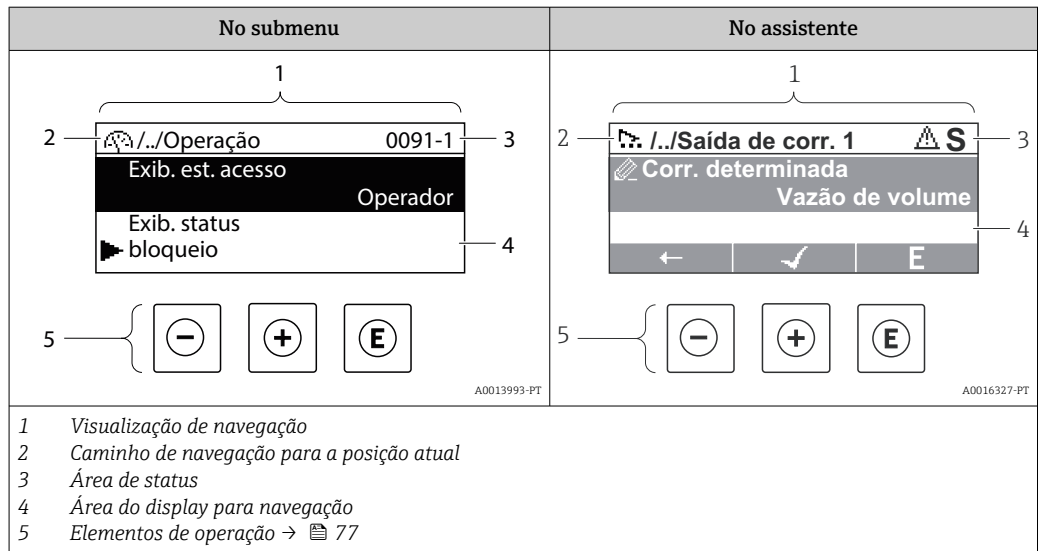 No submenu
No assistente
1
2
/../Operação 0091-1
3
Exib. est. acesso
Operador
Exib. status
bloqueio
4
5
- + E
A0013993-PT
1
2
/../Saída de corr. 1 S
3
Corr. determinada
Vazão de volume
4
← ✓ E
5
- + E
A0016327-PT
1 Visualização de navegação
2 Caminho de navegação para a posição atual
3 Área de status
4 Área do display para navegação
5 Elementos de operação → 77